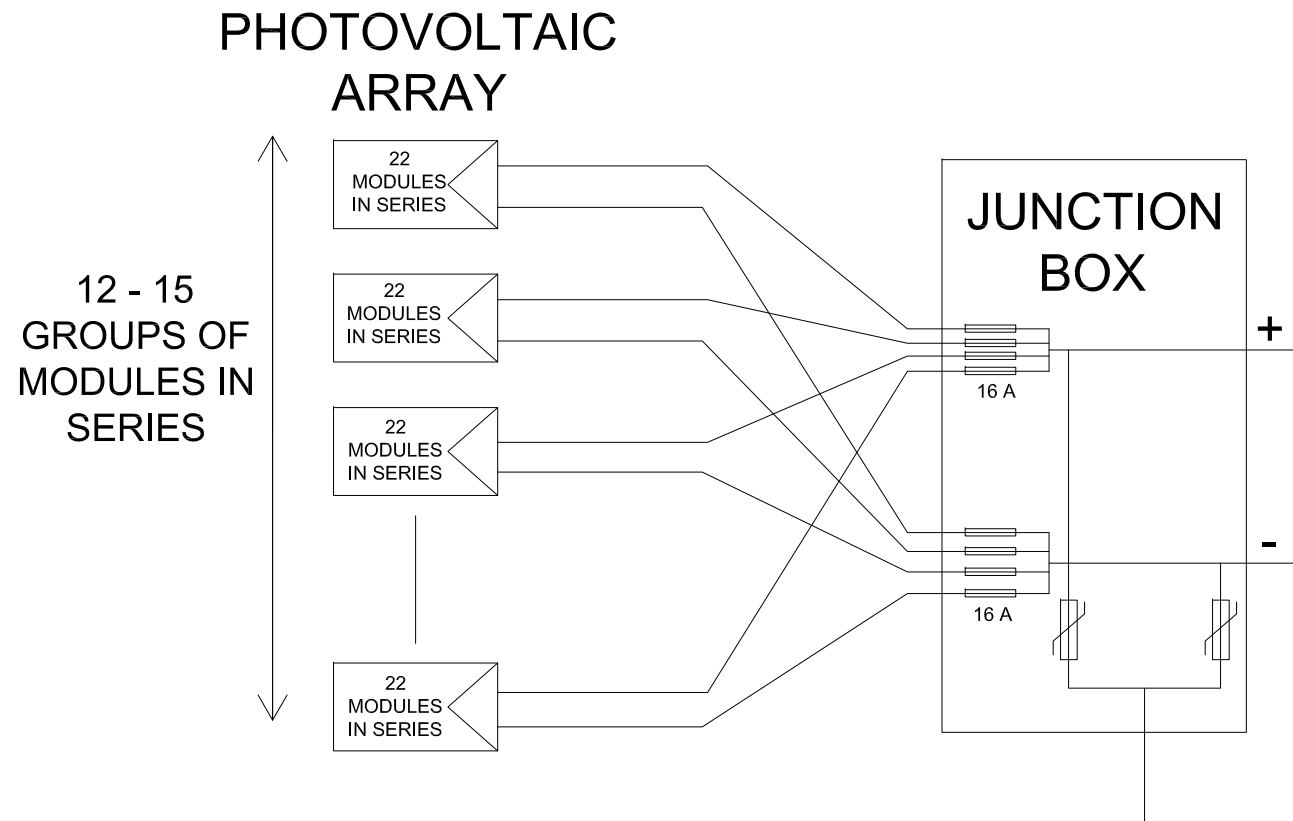 PHOTOVOLTAIC
ARRAY
12 - 15
GROUPS OF
MODULES IN
SERIES
22
MODULES
IN SERIES
22
MODULES
IN SERIES
22
MODULES
IN SERIES
22
MODULES
IN SERIES
JUNCTION
BOX
+
16 A
-
16 A